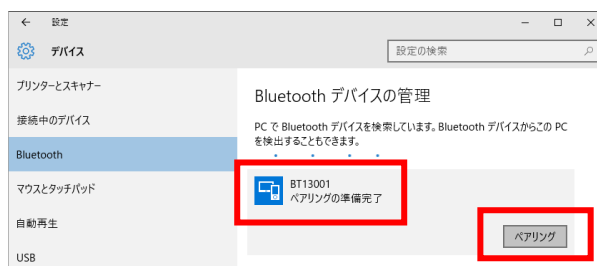 ← 設定
デバイス
設定の検索
プリンターとスキャナー
接続中のデバイス
Bluetooth
マウスとタッチパッド
自動再生
USB
Bluetooth デバイスの管理
PC で Bluetooth デバイスを検索しています。Bluetooth デバイスからこの PC
を検出することもできます。
BT13001
ペアリングの準備完了
ペアリング